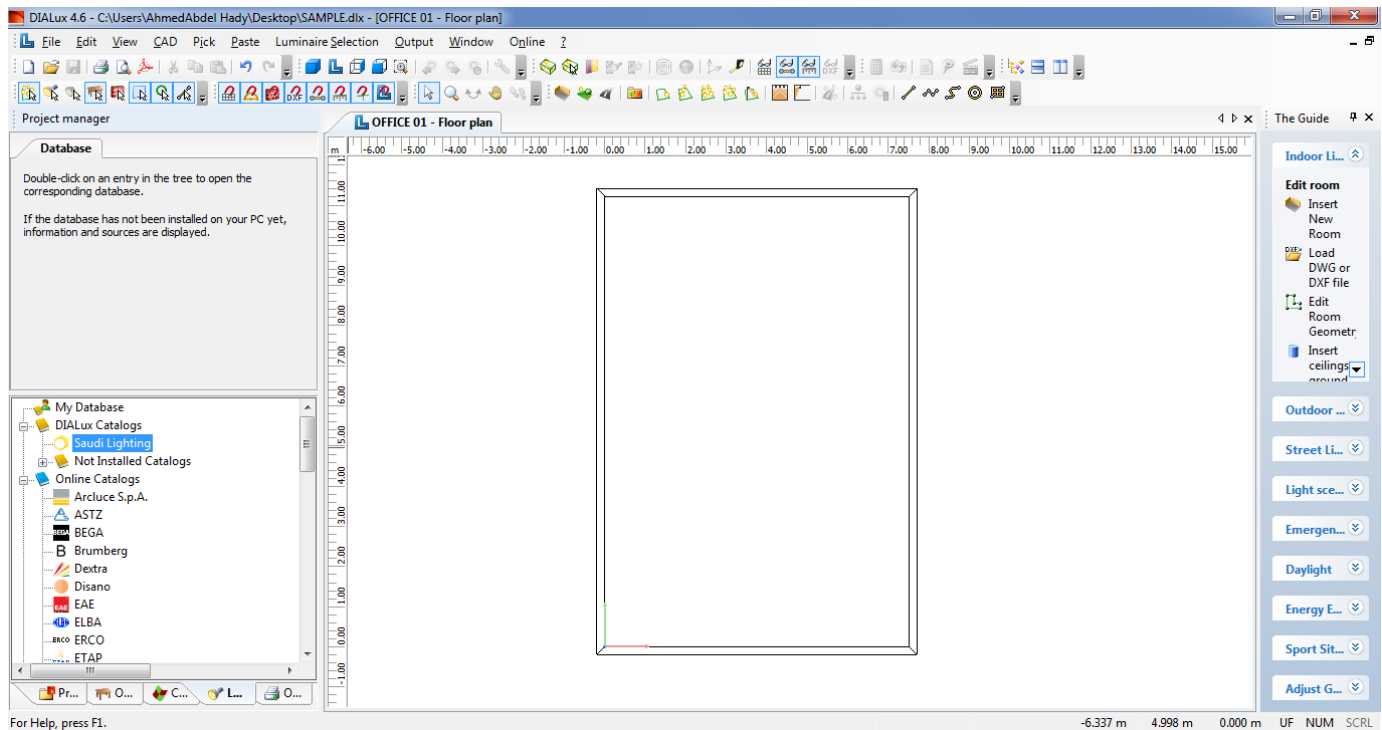 DIALux 4.6 - C:\Users\AhmedAbdel Hady\Desktop\SAMPLE.dlx - [OFFICE 01 - Floor plan]
File Edit View CAD Pick Paste Luminaire Selection Output Window Online ?
Project manager
OFFICE 01 - Floor plan
The Guide
Database
Double-click on an entry in the tree to open the
corresponding database.
If the database has not been installed on your PC yet,
information and sources are displayed.
m -6.00 -5.00 -4.00 -3.00 -2.00 -1.00 0.00 1.00 2.00 3.00 4.00 5.00 6.00 7.00 8.00 9.00 10.00 11.00 12.00 13.00 14.00 15.00
11.00
10.00
9.00
8.00
7.00
6.00
5.00
4.00
3.00
2.00
1.00
0.00
-1.00
My Database
DIALux Catalogs
Saudi Lighting
Not Installed Catalogs
Online Catalogs
Arcluce S.p.A.
ASTZ
BEGA
Brumberg
Dextra
Disano
EAE
ELBA
ERCO
ETAP
Pr... O... C... L... O...
Indoor Li...
Edit room
Insert
New
Room
Load
DWG or
DXF file
Edit
Room
Geometr
Insert
ceilings
ground
Outdoor ...
Street Li...
Light sce...
Emergen...
Daylight
Energy E...
Sport Sit...
Adjust G...
For Help, press F1.
-6.337 m 4.998 m 0.000 m UF NUM SCRL